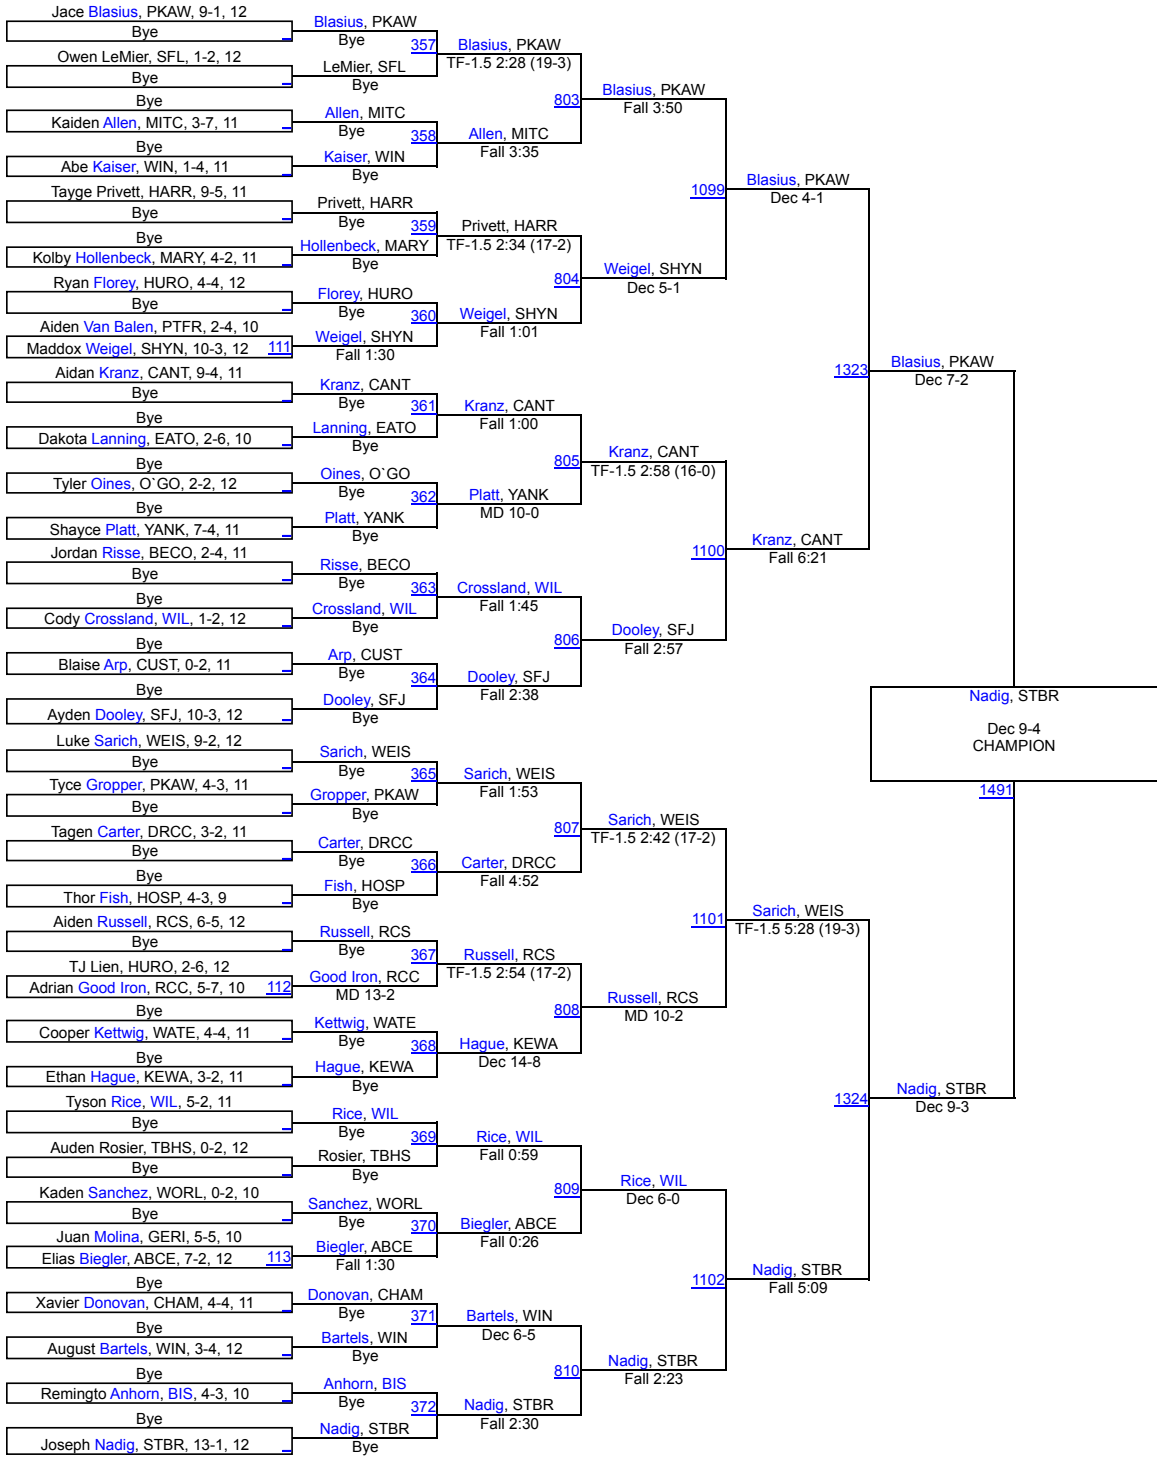 Jace Blasius, PKAW, 9-1, 12
Bye
Owen LeMier, SFL, 1-2, 12
Bye
Bye
Kaiden Allen, MITC, 3-7, 11
Bye
Abe Kaiser, WIN, 1-4, 11
Tayge Privett, HARR, 9-5, 11
Bye
Bye
Kolby Hollenbeck, MARY, 4-2, 11
Ryan Florey, HURO, 4-4, 12
Bye
Aiden Van Balen, PTFR, 2-4, 10
Maddox Weigel, SHYN, 10-3, 12 111
Aidan Kranz, CANT, 9-4, 11
Bye
Bye
Dakota Lanning, EATO, 2-6, 10
Bye
Tyler Oines, O`GO, 2-2, 12
Bye
Shayce Platt, YANK, 7-4, 11
Jordan Risse, BECO, 2-4, 11
Bye
Bye
Cody Crossland, WIL, 1-2, 12
Bye
Blaise Arp, CUST, 0-2, 11
Bye
Ayden Dooley, SFJ, 10-3, 12
Luke Sarich, WEIS, 9-2, 12
Bye
Tyce Gropper, PKAW, 4-3, 11
Bye
Tagen Carter, DRCC, 3-2, 11
Bye
Bye
Thor Fish, HOSP, 4-3, 9
Aiden Russell, RCS, 6-5, 12
Bye
TJ Lien, HURO, 2-6, 12
Adrian Good Iron, RCC, 5-7, 10 112
Bye
Cooper Kettwig, WATE, 4-4, 11
Bye
Ethan Hague, KEWA, 3-2, 11
Tyson Rice, WIL, 5-2, 11
Bye
Auden Rosier, TBHS, 0-2, 12
Bye
Kaden Sanchez, WORL, 0-2, 10
Bye
Juan Molina, GERI, 5-5, 10
Elias Biegler, ABCE, 7-2, 12 113
Bye
Xavier Donovan, CHAM, 4-4, 11
Bye
August Bartels, WIN, 3-4, 12
Bye
Remingto Anhorn, BIS, 4-3, 10
Bye
Joseph Nadig, STBR, 13-1, 12
Blasius, PKAW
Bye
357
LeMier, SFL
Bye
Allen, MITC
Bye
358
Kaiser, WIN
Bye
Privett, HARR
Bye
359
Hollenbeck, MARY
Bye
Florey, HURO
Bye
360
Weigel, SHYN
Fall 1:30
Kranz, CANT
Bye
361
Lanning, EATO
Bye
Oines, O`GO
Bye
362
Platt, YANK
Bye
Risse, BECO
Bye
363
Crossland, WIL
Bye
Arp, CUST
Bye
364
Dooley, SFJ
Bye
Sarich, WEIS
Bye
365
Gropper, PKAW
Bye
Carter, DRCC
Bye
366
Fish, HOSP
Bye
Russell, RCS
Bye
367
Good Iron, RCC
MD 13-2
Kettwig, WATE
Bye
368
Hague, KEWA
Bye
Rice, WIL
Bye
369
Rosier, TBHS
Bye
Sanchez, WORL
Bye
370
Biegler, ABCE
Fall 1:30
Donovan, CHAM
Bye
371
Bartels, WIN
Bye
Anhorn, BIS
Bye
372
Nadig, STBR
Bye
Blasius, PKAW
TF-1.5 2:28 (19-3)
803
Allen, MITC
Fall 3:35
Privett, HARR
TF-1.5 2:34 (17-2)
804
Weigel, SHYN
Fall 1:01
Kranz, CANT
Fall 1:00
805
Platt, YANK
MD 10-0
Crossland, WIL
Fall 1:45
806
Dooley, SFJ
Fall 2:38
Sarich, WEIS
Fall 1:53
807
Carter, DRCC
Fall 4:52
Russell, RCS
TF-1.5 2:54 (17-2)
808
Hague, KEWA
Dec 14-8
Rice, WIL
Fall 0:59
809
Biegler, ABCE
Fall 0:26
Bartels, WIN
Dec 6-5
810
Nadig, STBR
Fall 2:30
Blasius, PKAW
Fall 3:50
1099
Weigel, SHYN
Dec 5-1
Kranz, CANT
TF-1.5 2:58 (16-0)
1100
Dooley, SFJ
Fall 2:57
Sarich, WEIS
TF-1.5 2:42 (17-2)
1101
Russell, RCS
MD 10-2
Rice, WIL
Dec 6-0
1102
Nadig, STBR
Fall 2:23
Blasius, PKAW
Dec 4-1
1323
Kranz, CANT
Fall 6:21
Sarich, WEIS
TF-1.5 5:28 (19-3)
1324
Nadig, STBR
Fall 5:09
Blasius, PKAW
Dec 7-2
Nadig, STBR
Dec 9-3
Nadig, STBR
Dec 9-4
CHAMPION
1491